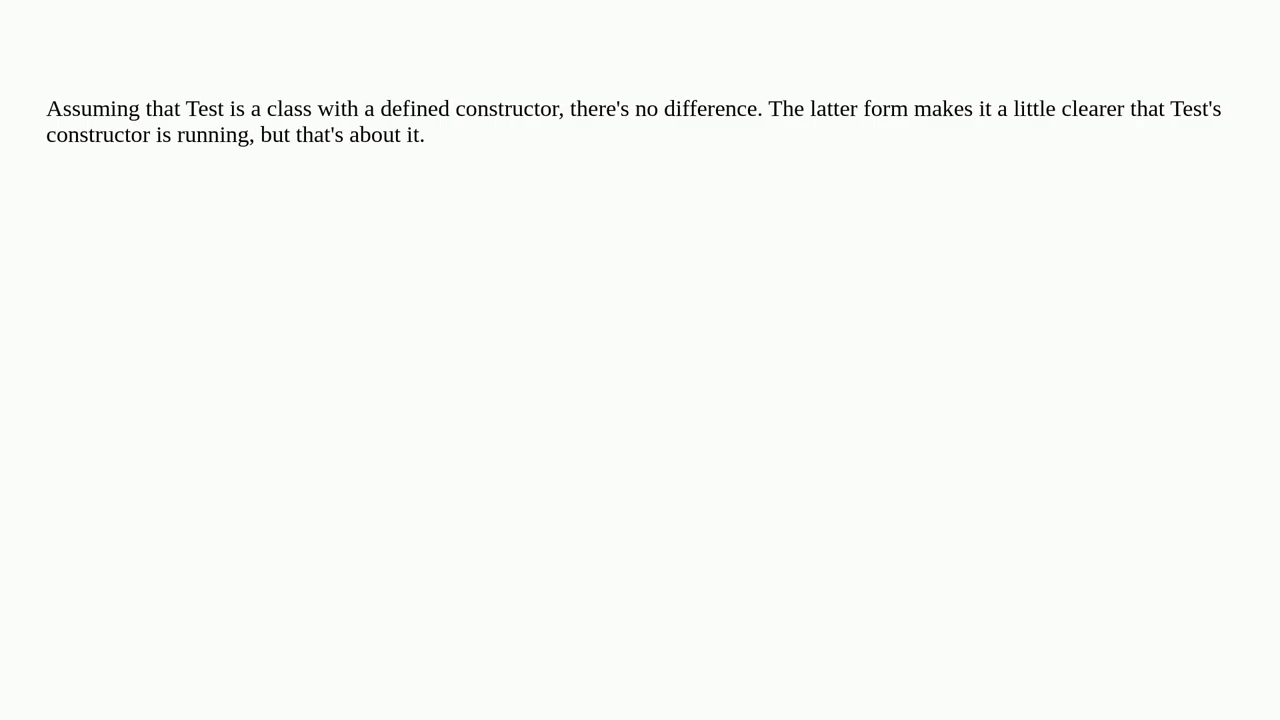 Assuming that Test is a class with a defined constructor, there's no difference. The latter form makes it a little clearer that Test's
constructor is running, but that's about it.